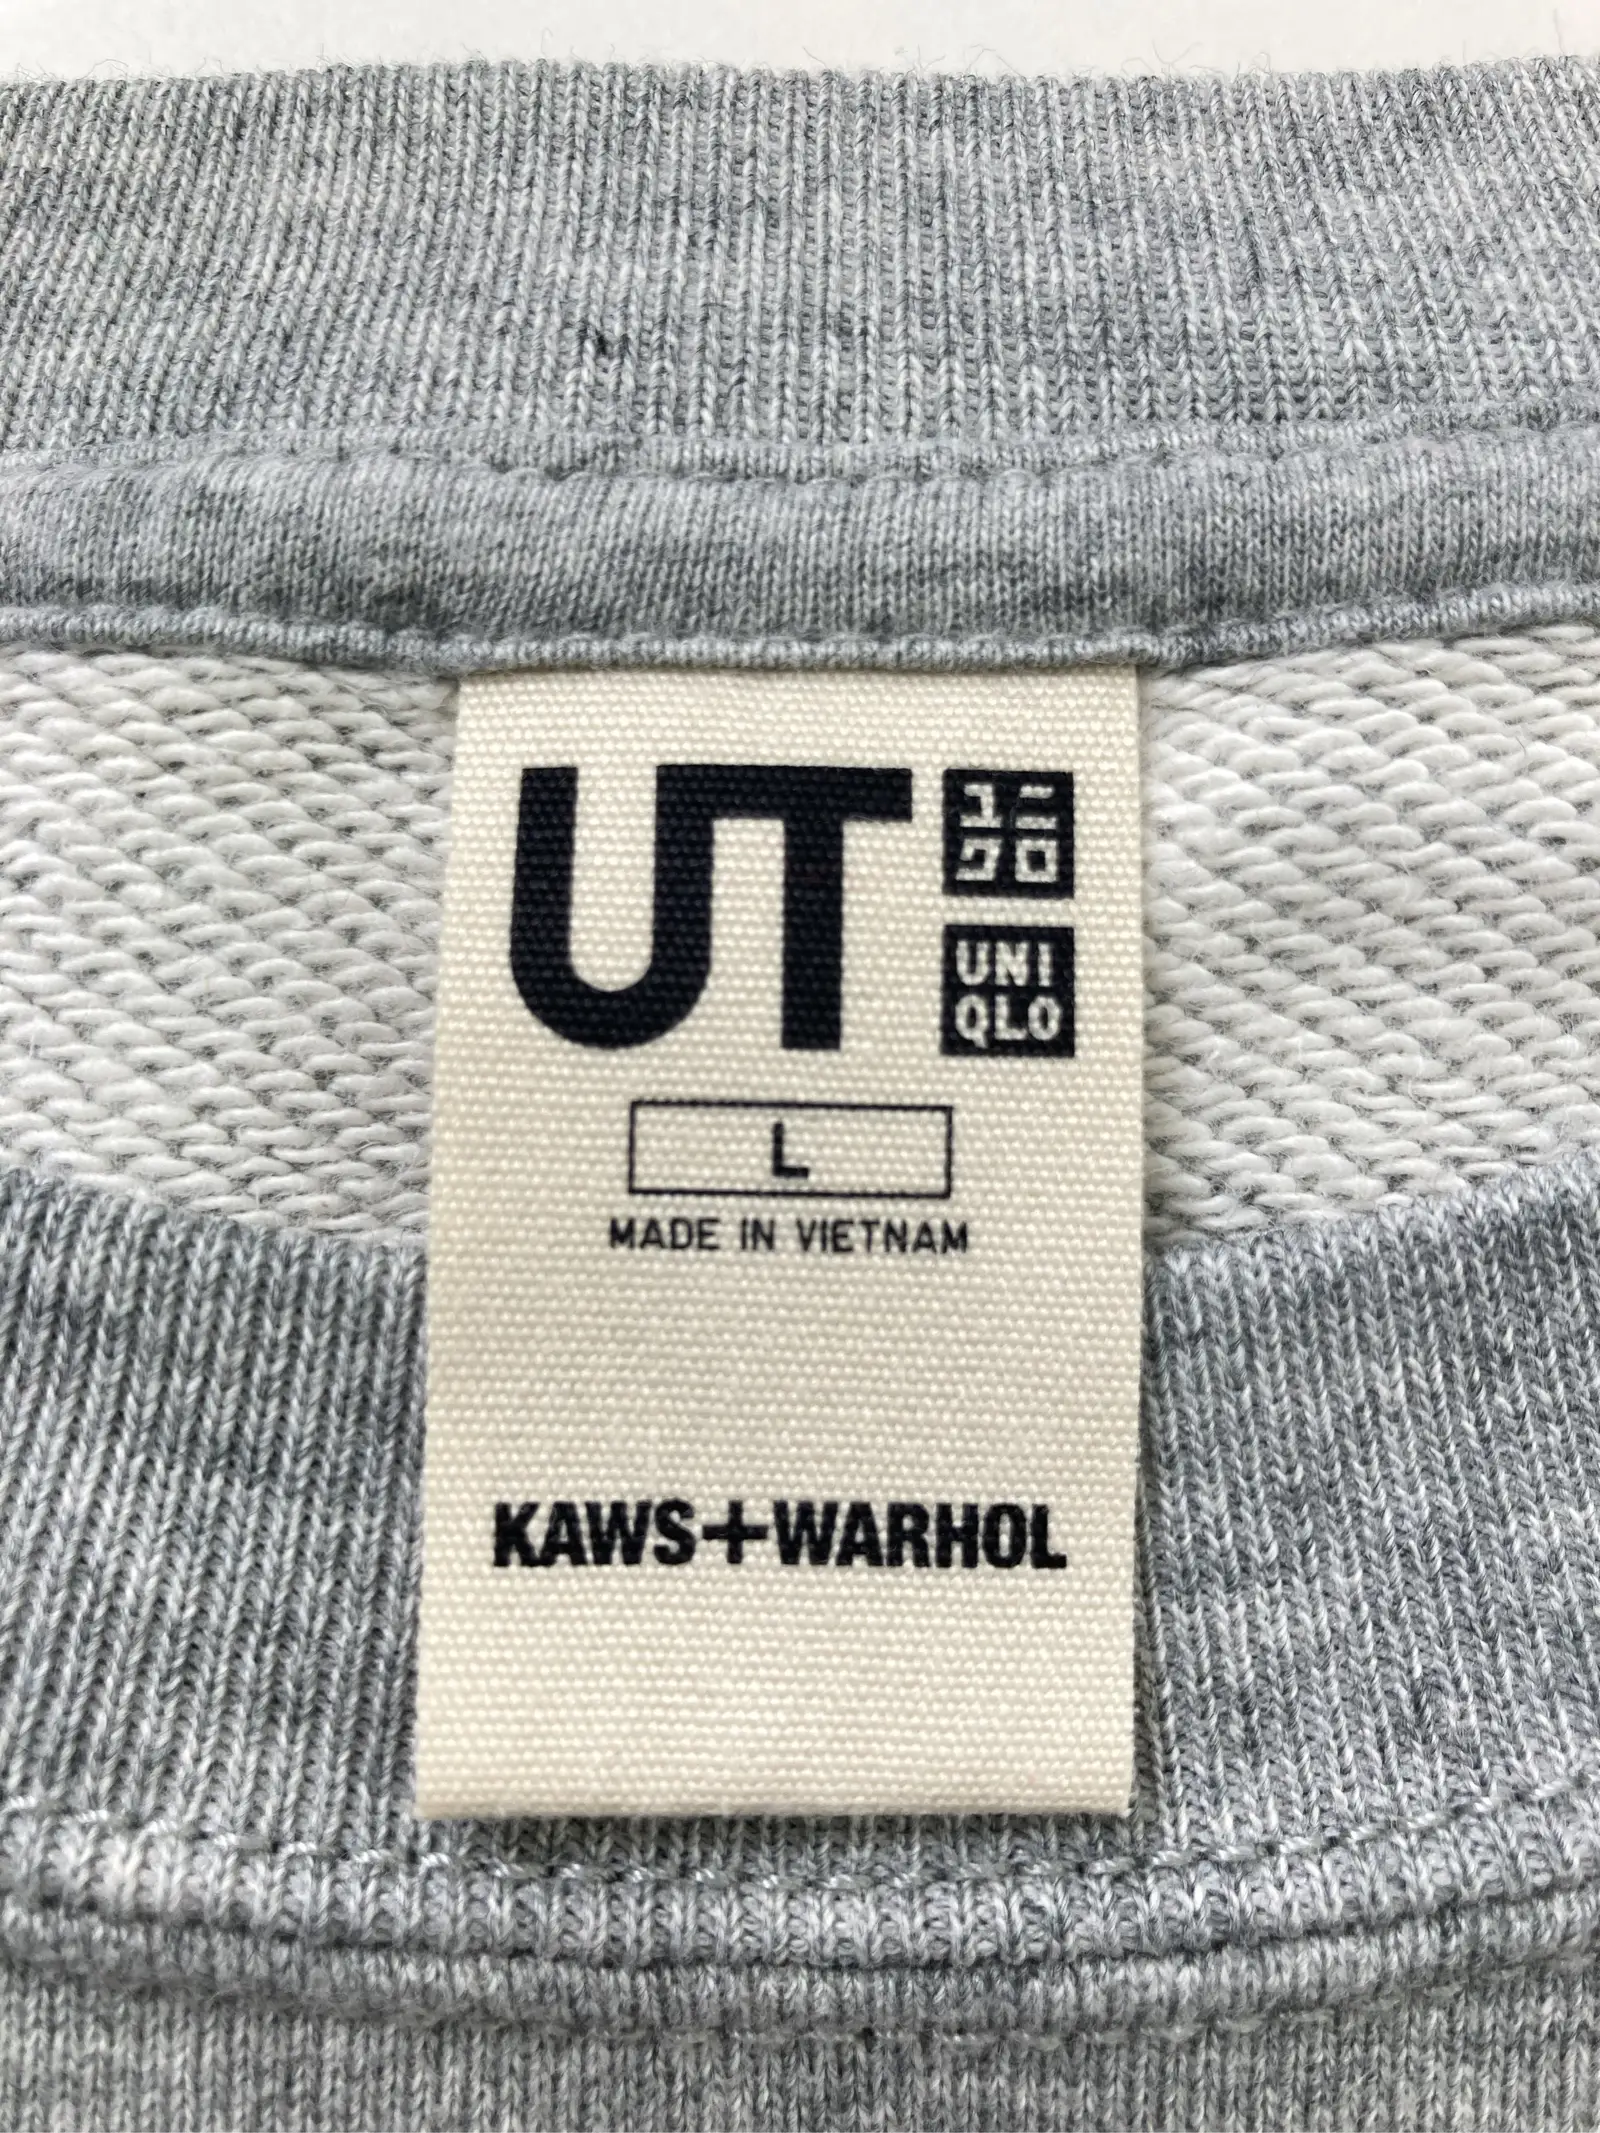 UT
ユニ
クロ
UNI
QLO
L
MADE IN VIETNAM
KAWS+WARHOL